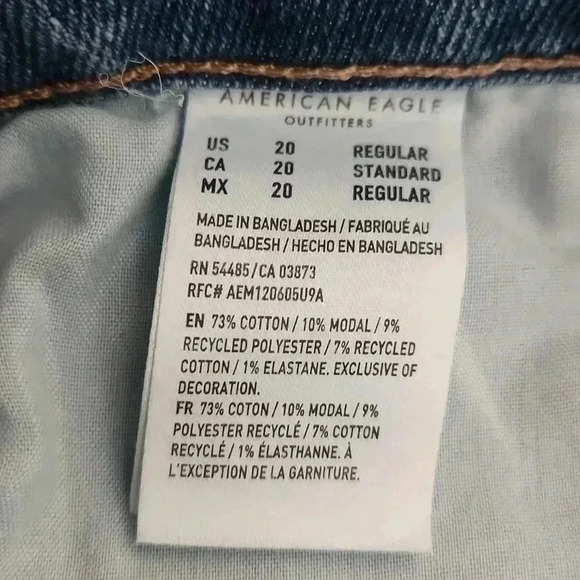 AMERICAN EAGLE
OUTFITTERS
US 20 REGULAR
CA 20 STANDARD
MX 20 REGULAR
MADE IN BANGLADESH / FABRIQUÉ AU
BANGLADESH / HECHO EN BANGLADESH
RN 54485/CA 03873
RFC# AEM120605U9A
EN 73% COTTON / 10% MODAL / 9%
RECYCLED POLYESTER / 7% RECYCLED
COTTON / 1% ELASTANE. EXCLUSIVE OF
DECORATION.
FR 73% COTON / 10% MODAL / 9%
POLYESTER RECYCLÉ / 7% COTTON
RECYCLÉ / 1% ÉLASTHANNE. À
L'EXCEPTION DE LA GARNITURE.